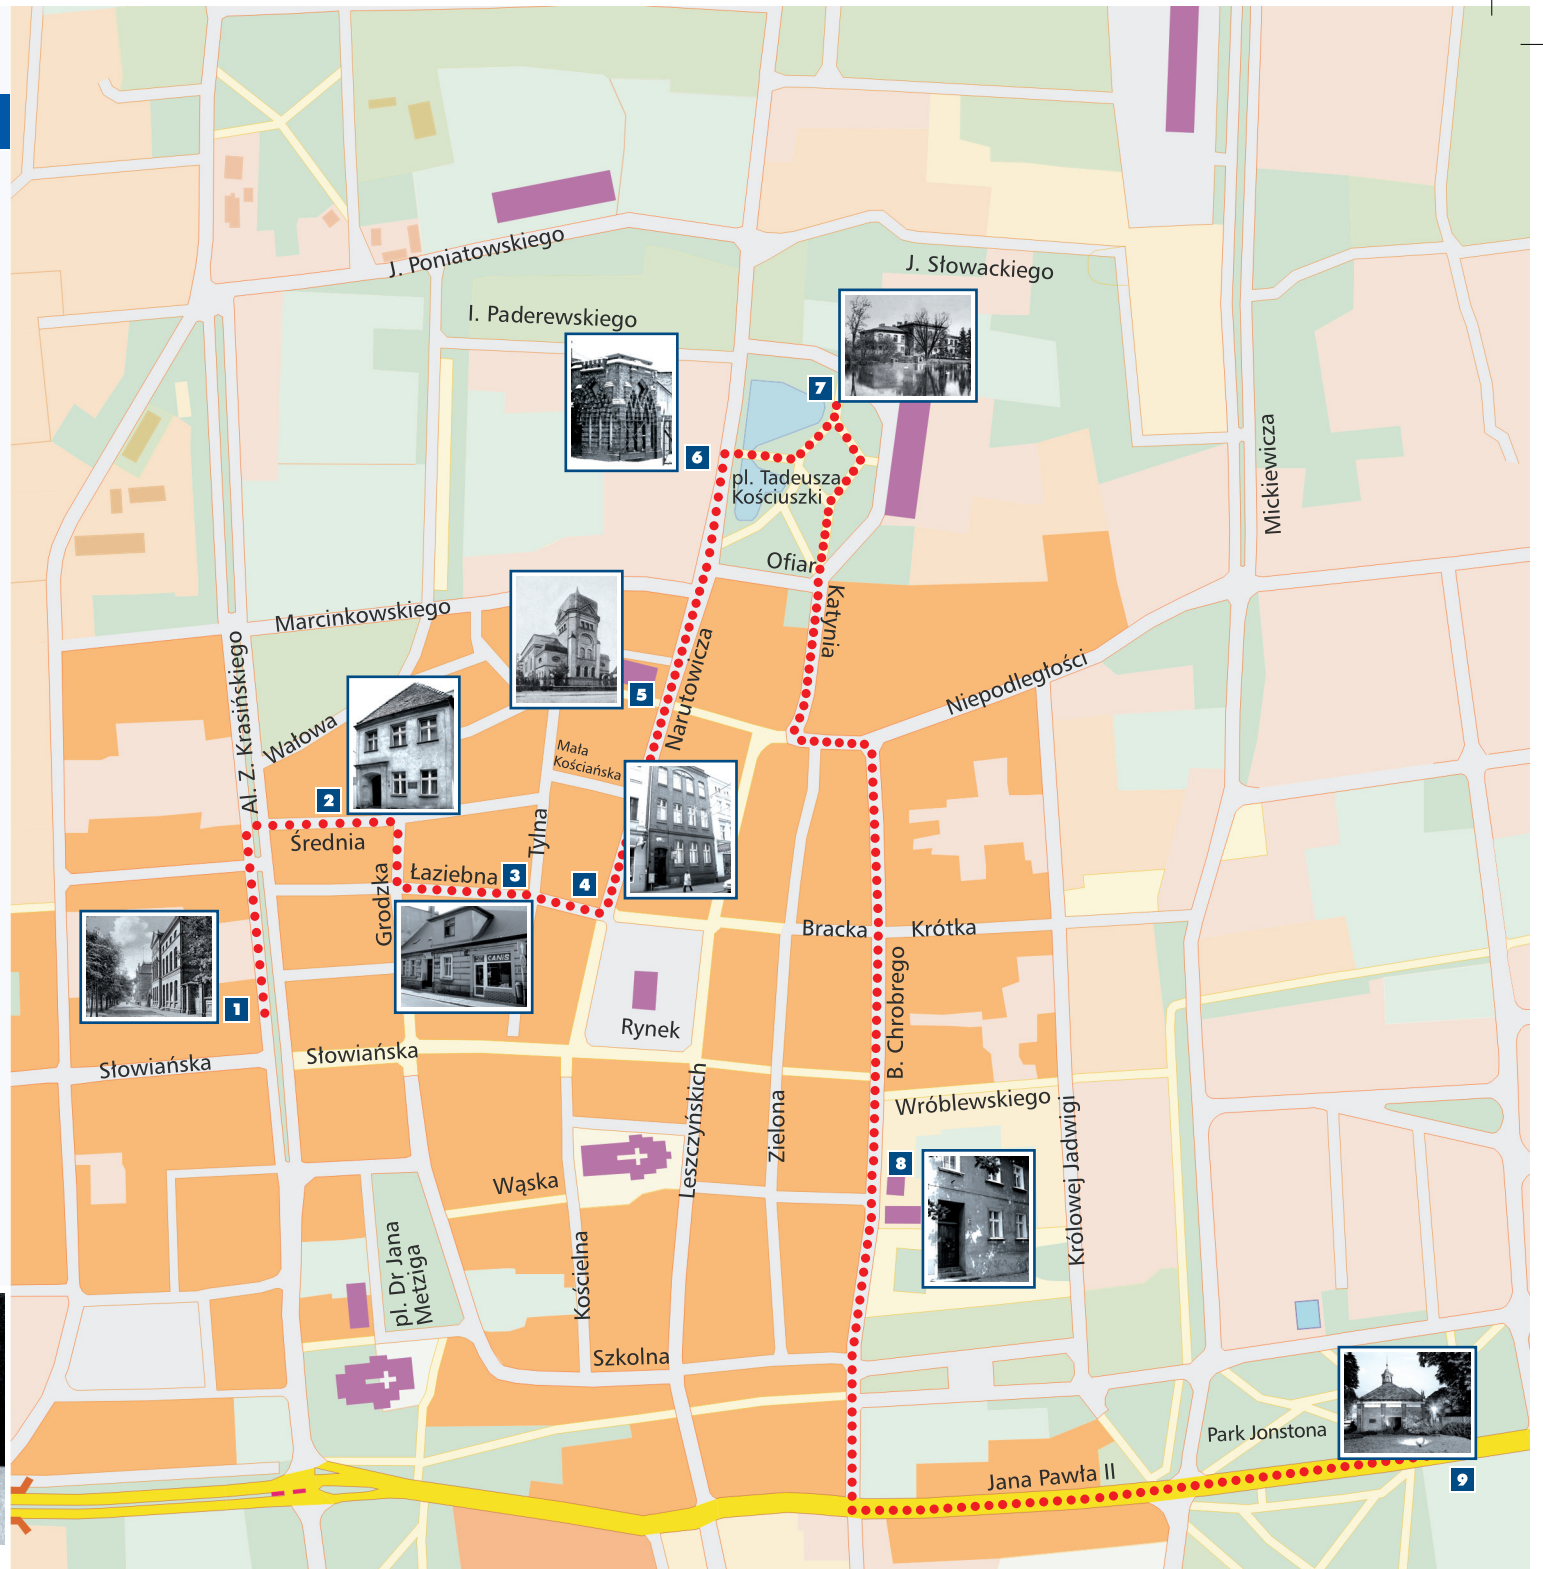 J. Poniatowskiego
J. Słowackiego
I. Paderewskiego
7
6
pl. Tadeusza
Kościuszki
Mickiewicza
Ofiar
Katynia
Marcinkowskiego
5
Narutowicza
Niepodległości
Al. Z. Krasińskiego
Wałowa
Mała
Kościańska
2
Średnia
Tylna
Grodzka
Łaziebna
3
4
CANIS
Bracka
Krótka
B. Chrobrego
1
Rynek
Słowiańska
Słowiańska
Leszczyńskich
Zielona
Wróblewskiego
Królowej Jadwigi
8
Wąska
Kościelna
pl. Dr Jana
Metziga
Szkolna
Park Jonstona
Jana Pawła II
9